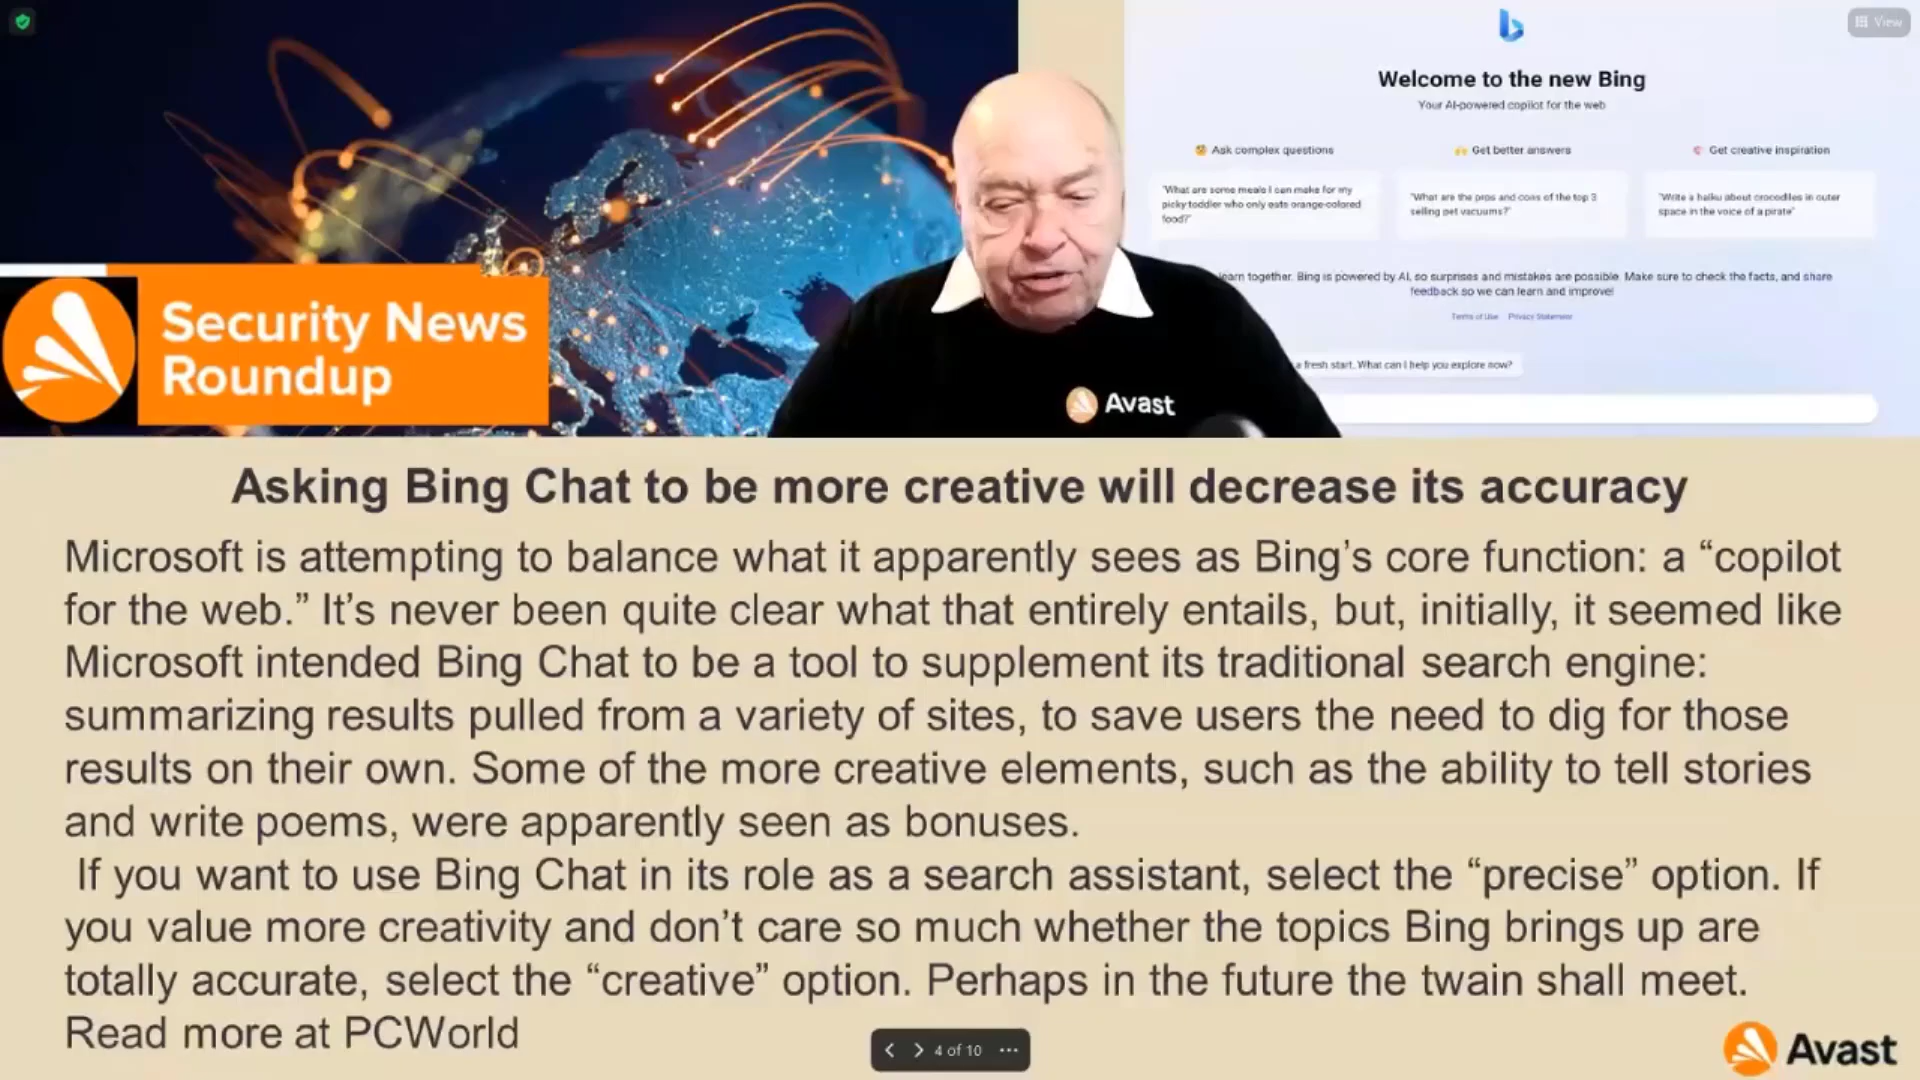 View
Welcome to the new Bing
Your AI-powered copilot for the web
Ask complex questions
Get better answers
Get creative inspiration
"What are some meals I can make for my
picky toddler who only eats orange-colored
food?"
"What are the pros and cons of the top 3
selling pet vacuums?"
"Write a haiku about crocodiles in outer
space in the voice of a pirate"
learn together. Bing is powered by AI, so surprises and mistakes are possible. Make sure to check the facts, and share
feedback so we can learn and improve!
Terms of Use Privacy Statement
a fresh start. What can I help you explore now?
Security News
Roundup
Avast
Asking Bing Chat to be more creative will decrease its accuracy
Microsoft is attempting to balance what it apparently sees as Bing’s core function: a “copilot
for the web.” It’s never been quite clear what that entirely entails, but, initially, it seemed like
Microsoft intended Bing Chat to be a tool to supplement its traditional search engine:
summarizing results pulled from a variety of sites, to save users the need to dig for those
results on their own. Some of the more creative elements, such as the ability to tell stories
and write poems, were apparently seen as bonuses.
If you want to use Bing Chat in its role as a search assistant, select the “precise” option. If
you value more creativity and don’t care so much whether the topics Bing brings up are
totally accurate, select the “creative” option. Perhaps in the future the twain shall meet.
Read more at PCWorld
4 of 10
Avast